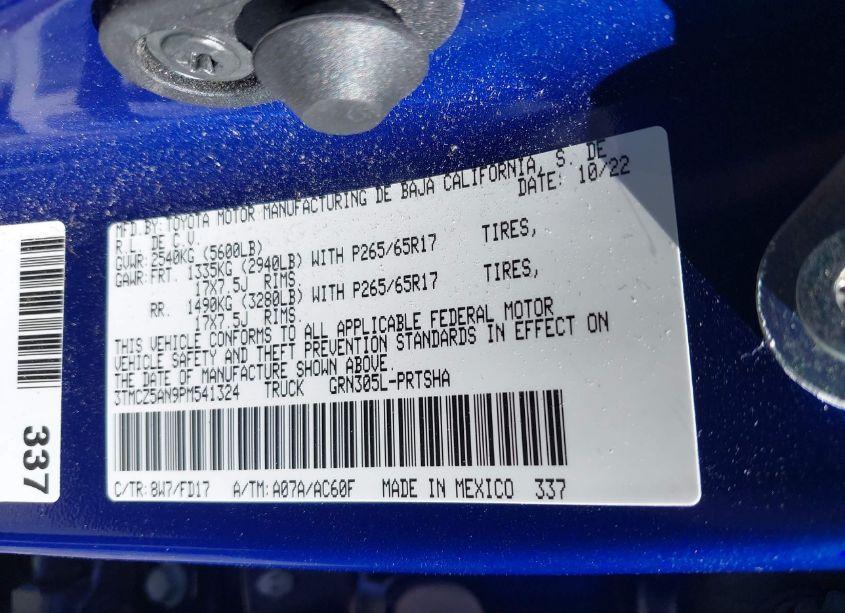 MFD.BY:TOYOTA MOTOR MANUFACTURING DE BAJA CALIFORNIA, S. DE
R.L. DE C.V. DATE: 10/22
GVWR: 2540KG (5600LB)
GAWR:FRT. 1335KG (2940LB) WITH P265/65R17 TIRES,
17X7.5J RIMS.
RR. 1490KG (3280LB) WITH P265/65R17 TIRES,
17X7.5J RIMS.
THIS VEHICLE CONFORMS TO ALL APPLICABLE FEDERAL MOTOR
VEHICLE SAFETY AND THEFT PREVENTION STANDARDS IN EFFECT ON
THE DATE OF MANUFACTURE SHOWN ABOVE.
3TMCZ5AN9PM541324 TRUCK GRN305L-PRTSHA
C/TR:8W7/FD17 A/TM:A07A/AC60F MADE IN MEXICO 337
337